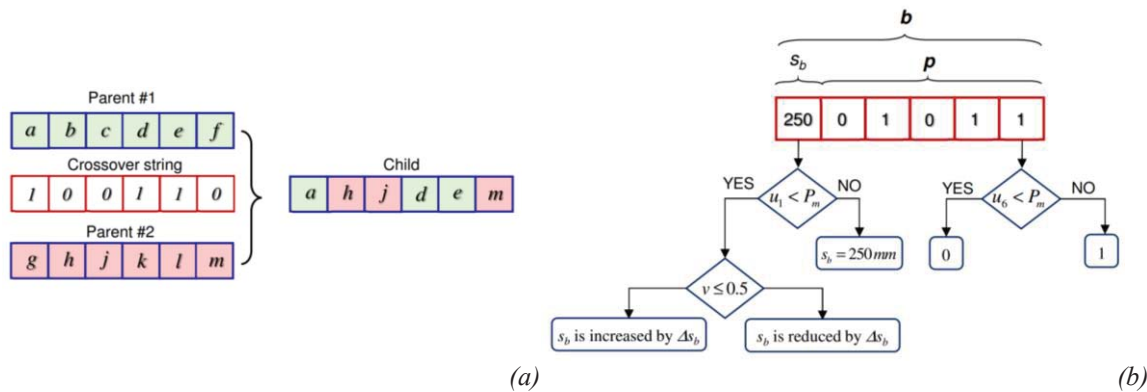 Parent #1
a b c d e f
Crossover string
1 0 0 1 1 0
Parent #2
g h j k l m
Child
a h j d e m
(a)
b
s_b p
250 0 1 0 1 1
YES u_1 < P_m NO
YES u_6 < P_m NO
s_b = 250mm
0
1
v ≤ 0.5
s_b is increased by Δs_b
s_b is reduced by Δs_b
(b)